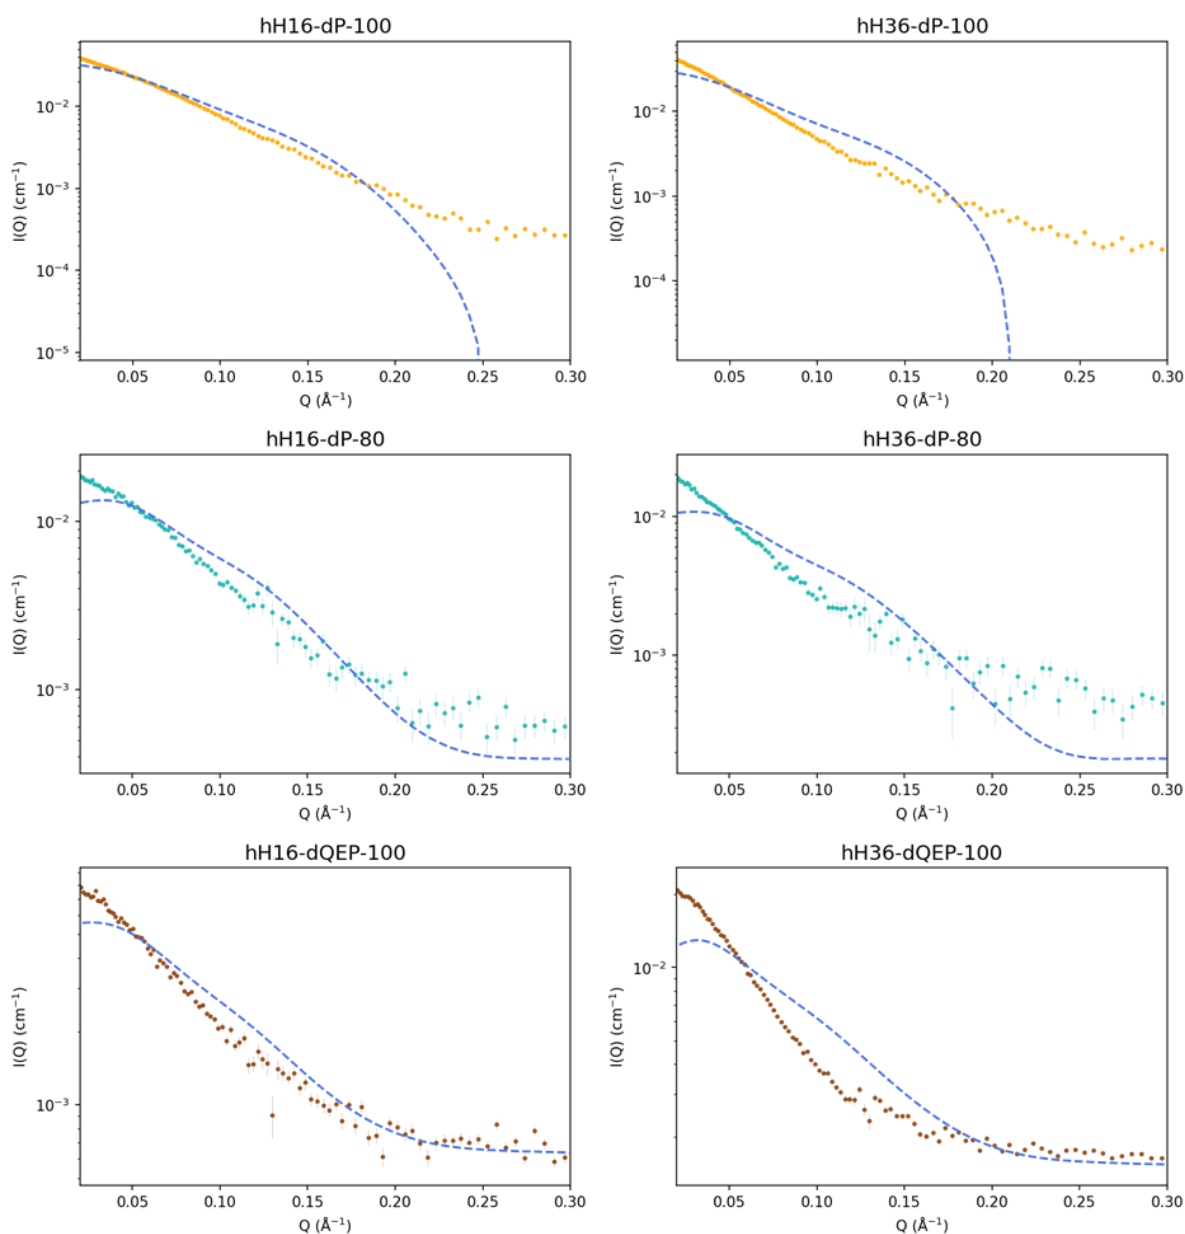 hH16-dP-100
hH36-dP-100
I(Q) (cm⁻¹)
10⁻²
10⁻³
10⁻⁴
10⁻⁵
0.05 0.10 0.15 0.20 0.25 0.30
Q (Å⁻¹)
I(Q) (cm⁻¹)
10⁻²
10⁻³
10⁻⁴
0.05 0.10 0.15 0.20 0.25 0.30
Q (Å⁻¹)
hH16-dP-80
hH36-dP-80
I(Q) (cm⁻¹)
10⁻²
10⁻³
0.05 0.10 0.15 0.20 0.25 0.30
Q (Å⁻¹)
I(Q) (cm⁻¹)
10⁻²
10⁻³
0.05 0.10 0.15 0.20 0.25 0.30
Q (Å⁻¹)
hH16-dQEP-100
hH36-dQEP-100
I(Q) (cm⁻¹)
10⁻³
0.05 0.10 0.15 0.20 0.25 0.30
Q (Å⁻¹)
I(Q) (cm⁻¹)
10⁻²
0.05 0.10 0.15 0.20 0.25 0.30
Q (Å⁻¹)